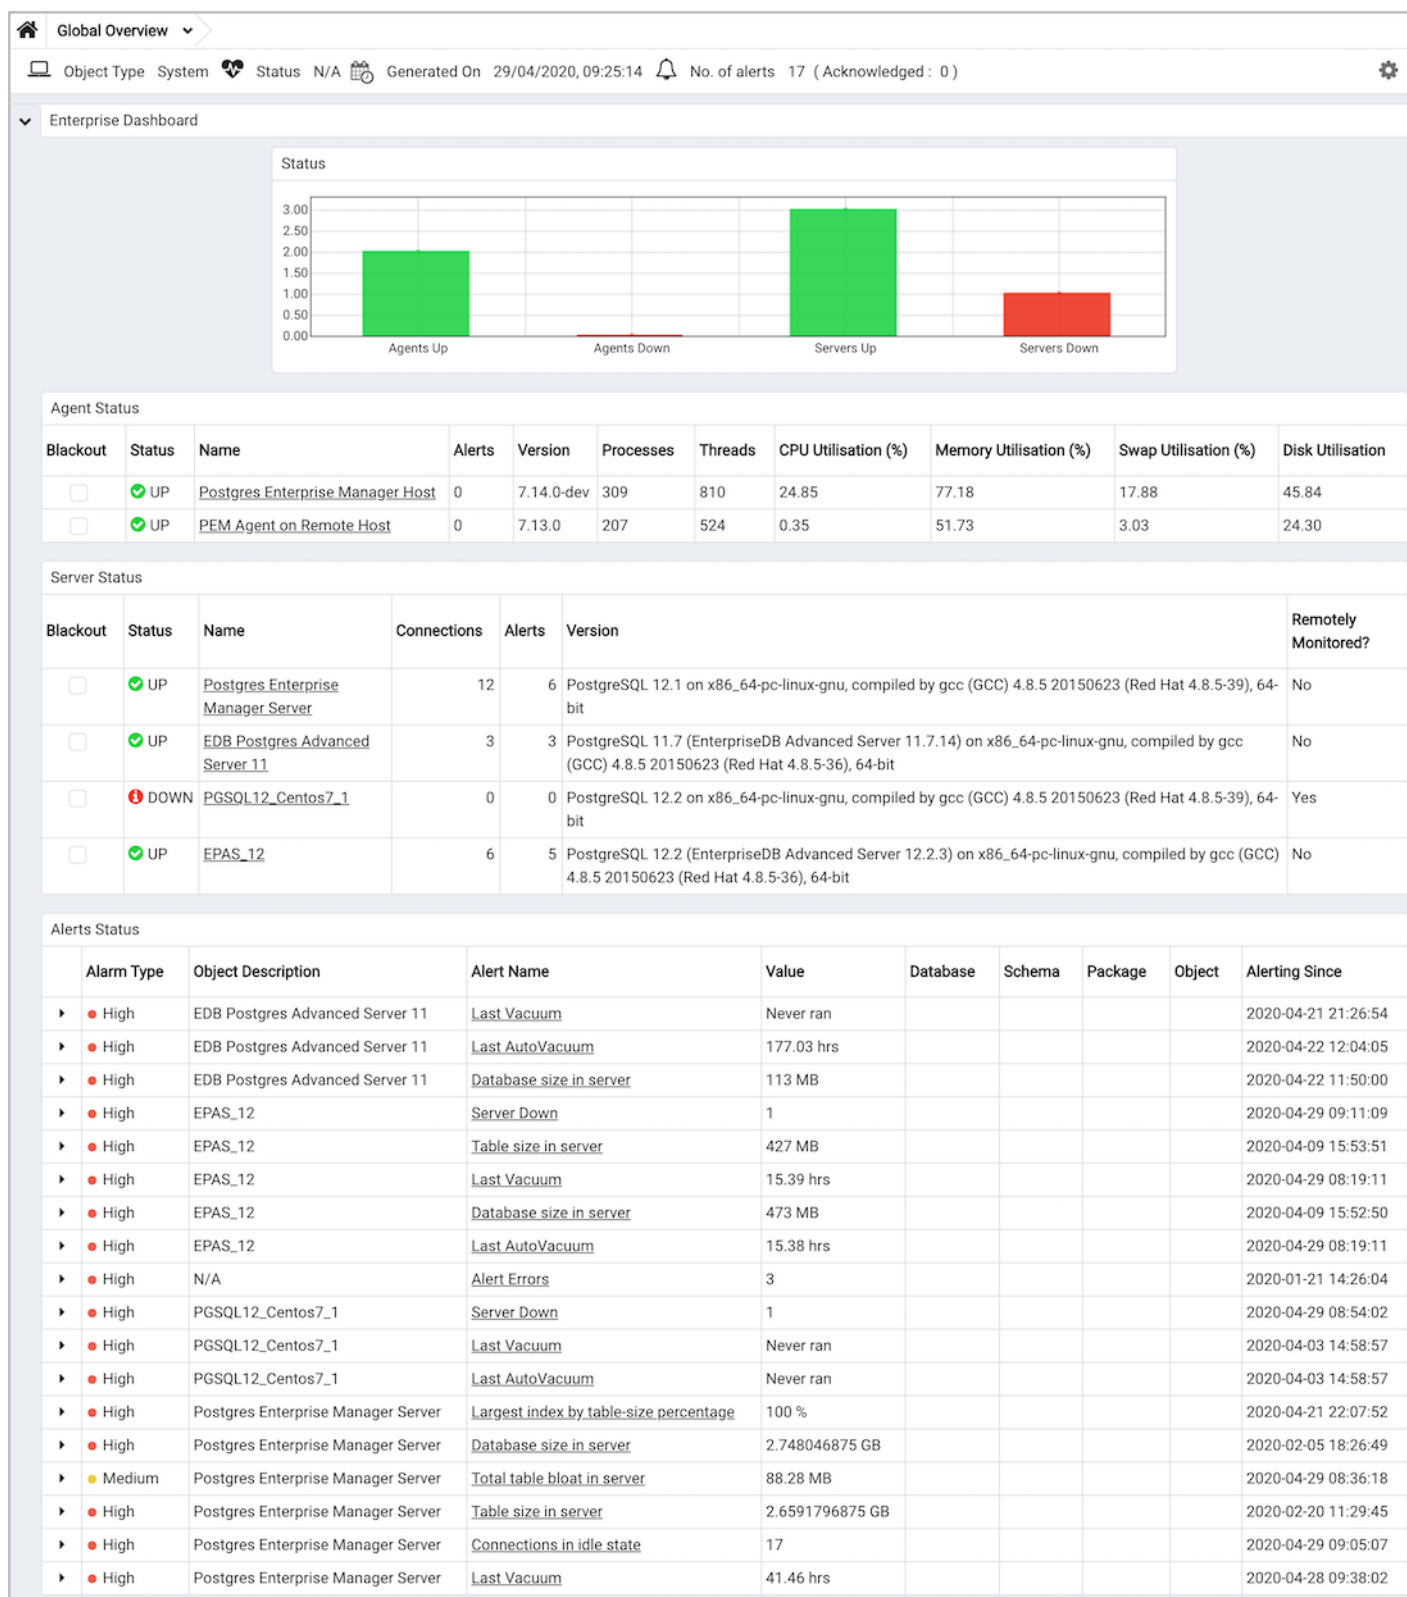 Global Overview
Object Type System Status N/A Generated On 29/04/2020, 09:25:14 No. of alerts 17 ( Acknowledged : 0 )
Enterprise Dashboard
Status
3.00
2.50
2.00
1.50
1.00
0.50
0.00
Agents Up Agents Down Servers Up Servers Down
Agent Status
Blackout Status Name Alerts Version Processes Threads CPU Utilisation (%) Memory Utilisation (%) Swap Utilisation (%) Disk Utilisation
UP Postgres Enterprise Manager Host 0 7.14.0-dev 309 810 24.85 77.18 17.88 45.84
UP PEM Agent on Remote Host 0 7.13.0 207 524 0.35 51.73 3.03 24.30
Server Status
Blackout Status Name Connections Alerts Version Remotely
Monitored?
UP Postgres Enterprise 12 6 PostgreSQL 12.1 on x86_64-pc-linux-gnu, compiled by gcc (GCC) 4.8.5 20150623 (Red Hat 4.8.5-39), 64- No
Manager Server bit
UP EDB Postgres Advanced 3 3 PostgreSQL 11.7 (EnterpriseDB Advanced Server 11.7.14) on x86_64-pc-linux-gnu, compiled by gcc No
Server 11 (GCC) 4.8.5 20150623 (Red Hat 4.8.5-36), 64-bit
DOWN PGSQL12_Centos7_1 0 0 PostgreSQL 12.2 on x86_64-pc-linux-gnu, compiled by gcc (GCC) 4.8.5 20150623 (Red Hat 4.8.5-39), 64- Yes
bit
UP EPAS_12 6 5 PostgreSQL 12.2 (EnterpriseDB Advanced Server 12.2.3) on x86_64-pc-linux-gnu, compiled by gcc (GCC) No
4.8.5 20150623 (Red Hat 4.8.5-36), 64-bit
Alerts Status
Alarm Type Object Description Alert Name Value Database Schema Package Object Alerting Since
High EDB Postgres Advanced Server 11 Last Vacuum Never ran 2020-04-21 21:26:54
High EDB Postgres Advanced Server 11 Last AutoVacuum 177.03 hrs 2020-04-22 12:04:05
High EDB Postgres Advanced Server 11 Database size in server 113 MB 2020-04-22 11:50:00
High EPAS_12 Server Down 1 2020-04-29 09:11:09
High EPAS_12 Table size in server 427 MB 2020-04-09 15:53:51
High EPAS_12 Last Vacuum 15.39 hrs 2020-04-29 08:19:11
High EPAS_12 Database size in server 473 MB 2020-04-09 15:52:50
High EPAS_12 Last AutoVacuum 15.38 hrs 2020-04-29 08:19:11
High N/A Alert Errors 3 2020-01-21 14:26:04
High PGSQL12_Centos7_1 Server Down 1 2020-04-29 08:54:02
High PGSQL12_Centos7_1 Last Vacuum Never ran 2020-04-03 14:58:57
High PGSQL12_Centos7_1 Last AutoVacuum Never ran 2020-04-03 14:58:57
High Postgres Enterprise Manager Server Largest index by table-size percentage 100 % 2020-04-21 22:07:52
High Postgres Enterprise Manager Server Database size in server 2.748046875 GB 2020-02-05 18:26:49
Medium Postgres Enterprise Manager Server Total table bloat in server 88.28 MB 2020-04-29 08:36:18
High Postgres Enterprise Manager Server Table size in server 2.6591796875 GB 2020-02-20 11:29:45
High Postgres Enterprise Manager Server Connections in idle state 17 2020-04-29 09:05:07
High Postgres Enterprise Manager Server Last Vacuum 41.46 hrs 2020-04-28 09:38:02